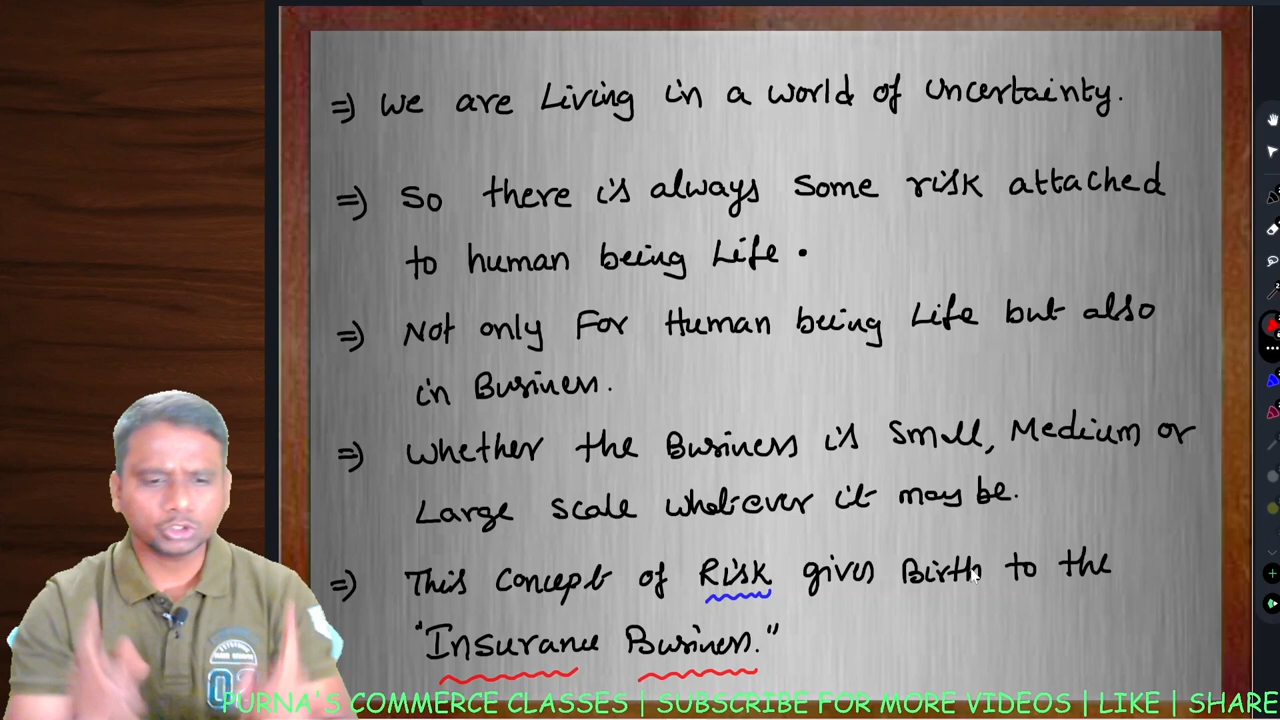 =) We are Living in a world of Uncertainty.
=) So there is always some risk attached
to human being Life.
=) Not only For Human being Life but also
in Business.
=) Whether the Business is Small, Medium or
Large scale whatever it may be.
=) This Concept of Risk gives Birth to the
"Insurance Business."
PURNA'S COMMERCE CLASSES | SUBSCRIBE FOR MORE VIDEOS | LIKE | SHARE